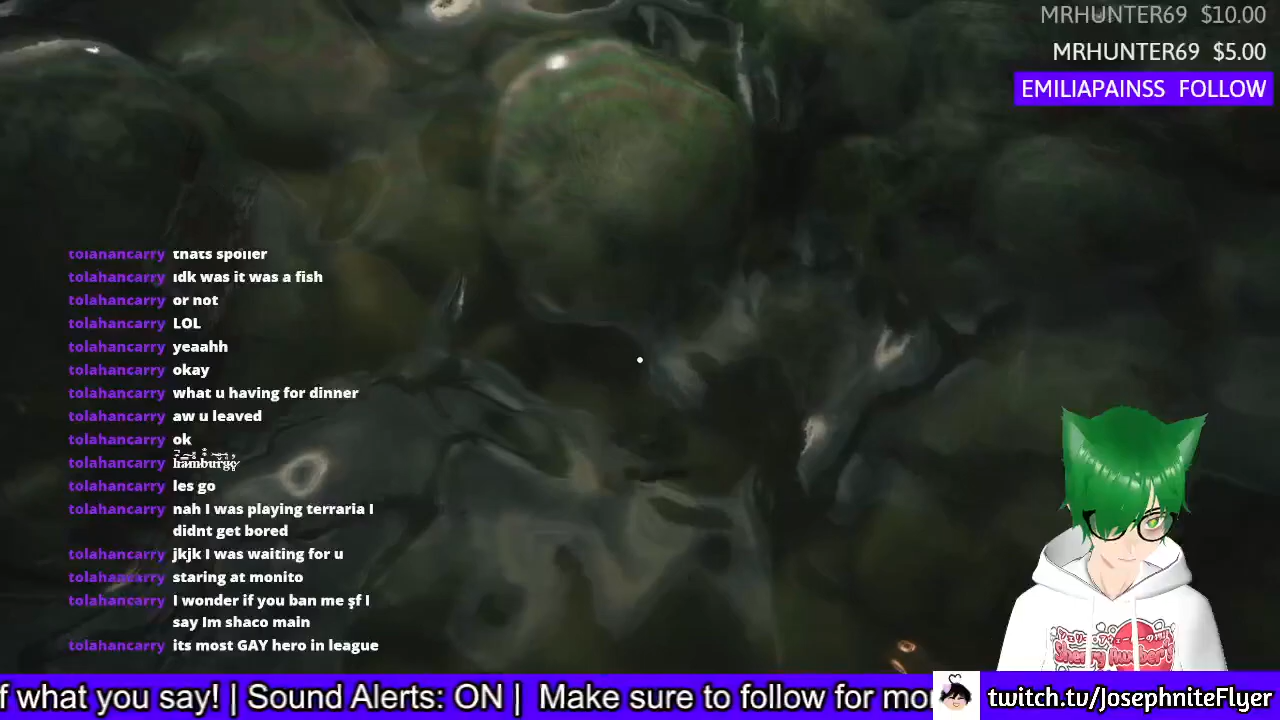 MRHUNTER69 $10.00
MRHUNTER69 $5.00
EMILIAPAINSS FOLLOW
tolahancarry thats spoiler
tolahancarry ıdk was it was a fish
tolahancarry or not
tolahancarry LOL
tolahancarry yeaahh
tolahancarry okay
tolahancarry what u having for dinner
tolahancarry aw u leaved
tolahancarry ok
tolahancarry
tolahancarry les go
tolahancarry nah I was playing terraria I
didnt get bored
tolahancarry jkjk I was waiting for u
tolahancarry staring at monito
tolahancarry I wonder if you ban me şf I
say Im shaco main
tolahancarry its most GAY hero in league
f what you say! | Sound Alerts: ON | Make sure to follow for mor
twitch.tv/JosephniteFlyer